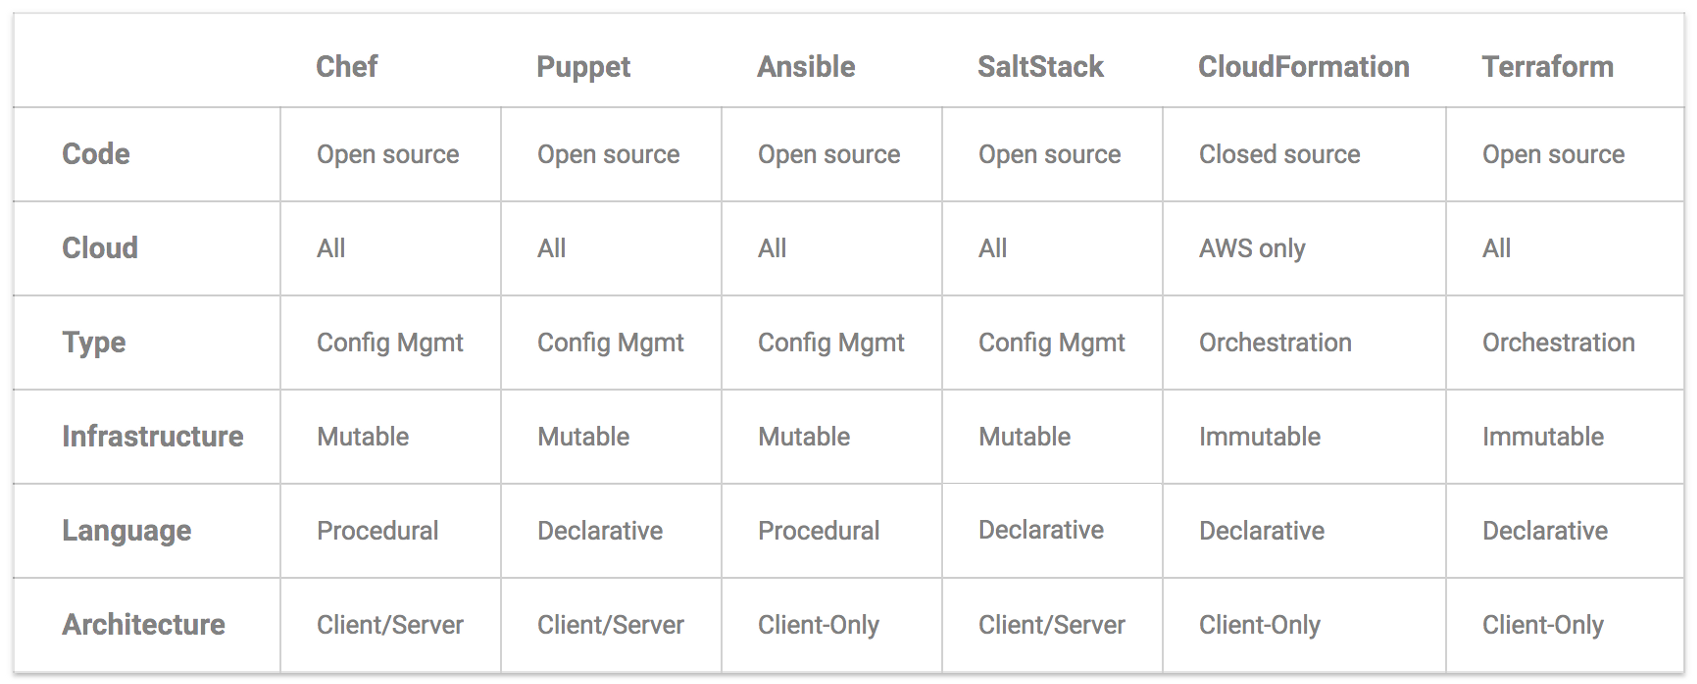 Chef Puppet Ansible SaltStack CloudFormation Terraform
Code Open source Open source Open source Open source Closed source Open source
Cloud All All All All AWS only All
Type Config Mgmt Config Mgmt Config Mgmt Config Mgmt Orchestration Orchestration
Infrastructure Mutable Mutable Mutable Mutable Immutable Immutable
Language Procedural Declarative Procedural Declarative Declarative Declarative
Architecture Client/Server Client/Server Client-Only Client/Server Client-Only Client-Only